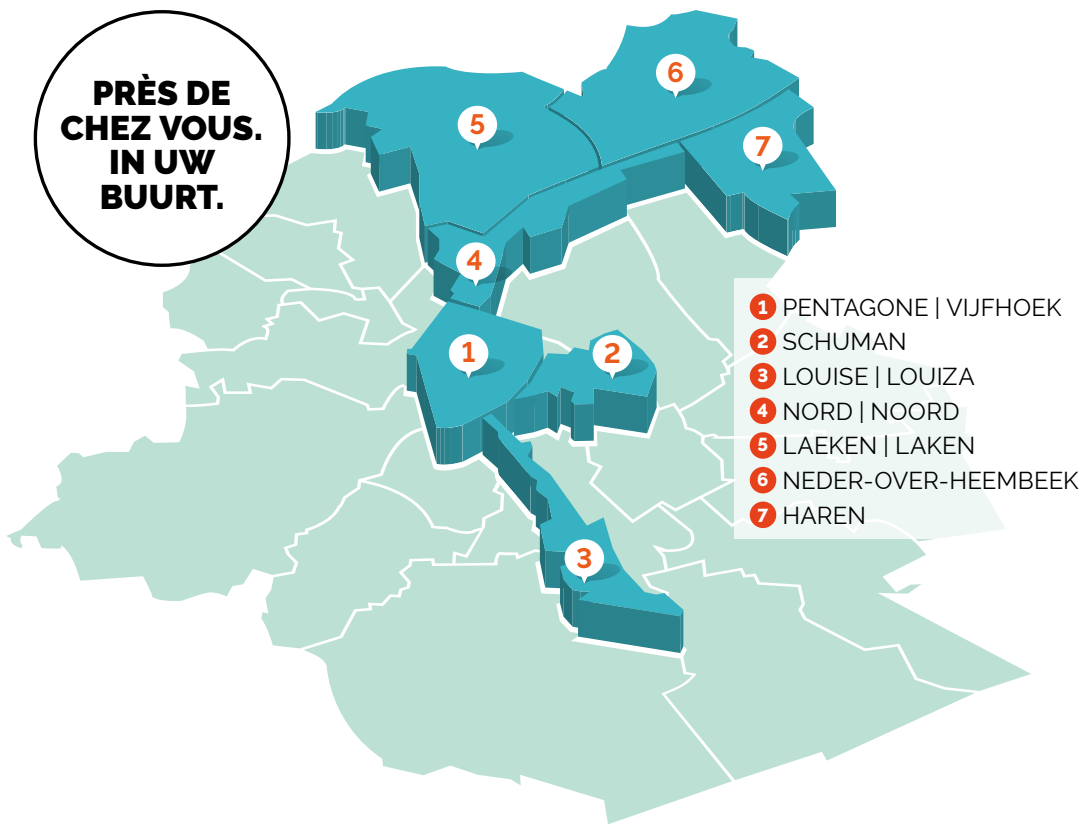 PRÈS DE
CHEZ VOUS.
IN UW
BUURT.
6
5
7
4
1
2
3
1 PENTAGONE | VIJFHOEK
2 SCHUMAN
3 LOUISE | LOUIZA
4 NORD | NOORD
5 LAEKEN | LAKEN
6 NEDER-OVER-HEEMBEEK
7 HAREN